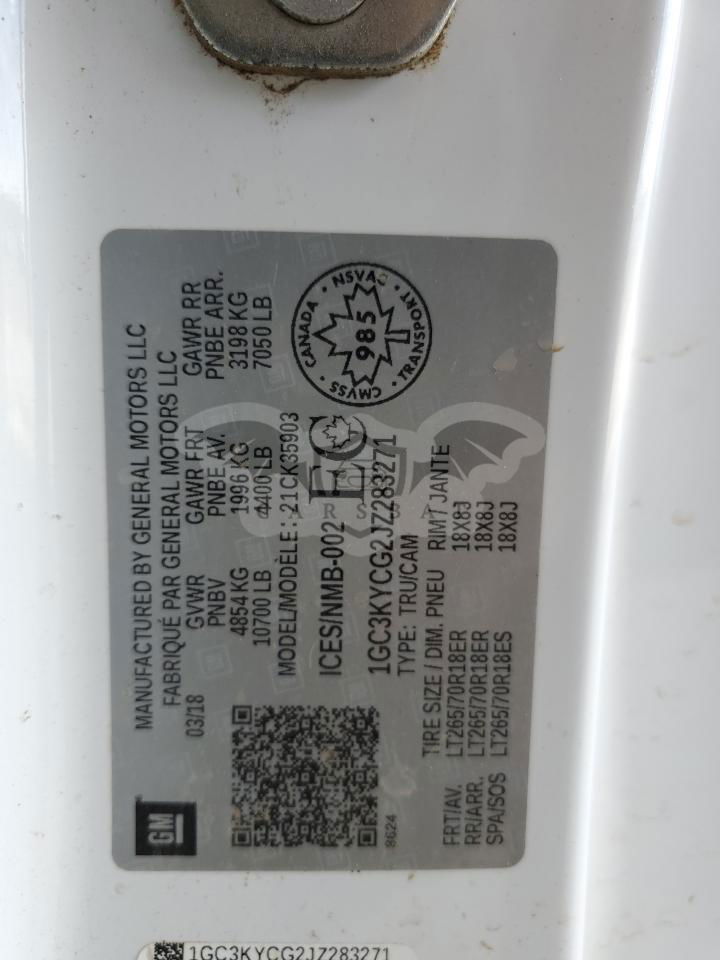 MANUFACTURED BY GENERAL MOTORS LLC
FABRIQUÉ PAR GENERAL MOTORS LLC
03/18 GVWR GAWR FRT GAWR RR
PNBV PNBE AV. PNBE ARR.
4854 KG 1996 KG 3198 KG
10700 LB 4400 LB 7050 LB
MODEL/MODÈLE: 21CK35903
ICES/NMB-002 EC
1GC3KYCG2JZ283271
TYPE: TRU/CAM
TIRE SIZE / DIM. PNEU RIM / JANTE
FRT/AV. LT265/70R18ER 18X8J
RR/ARR. LT265/70R18ER 18X8J
SPA/SOS LT265/70R18ES 18X8J
GM
8624
CANADA · NSVAC · TRANSPORT · CMVSS
985
CARSBAT
1GC3KYCG2JZ283271